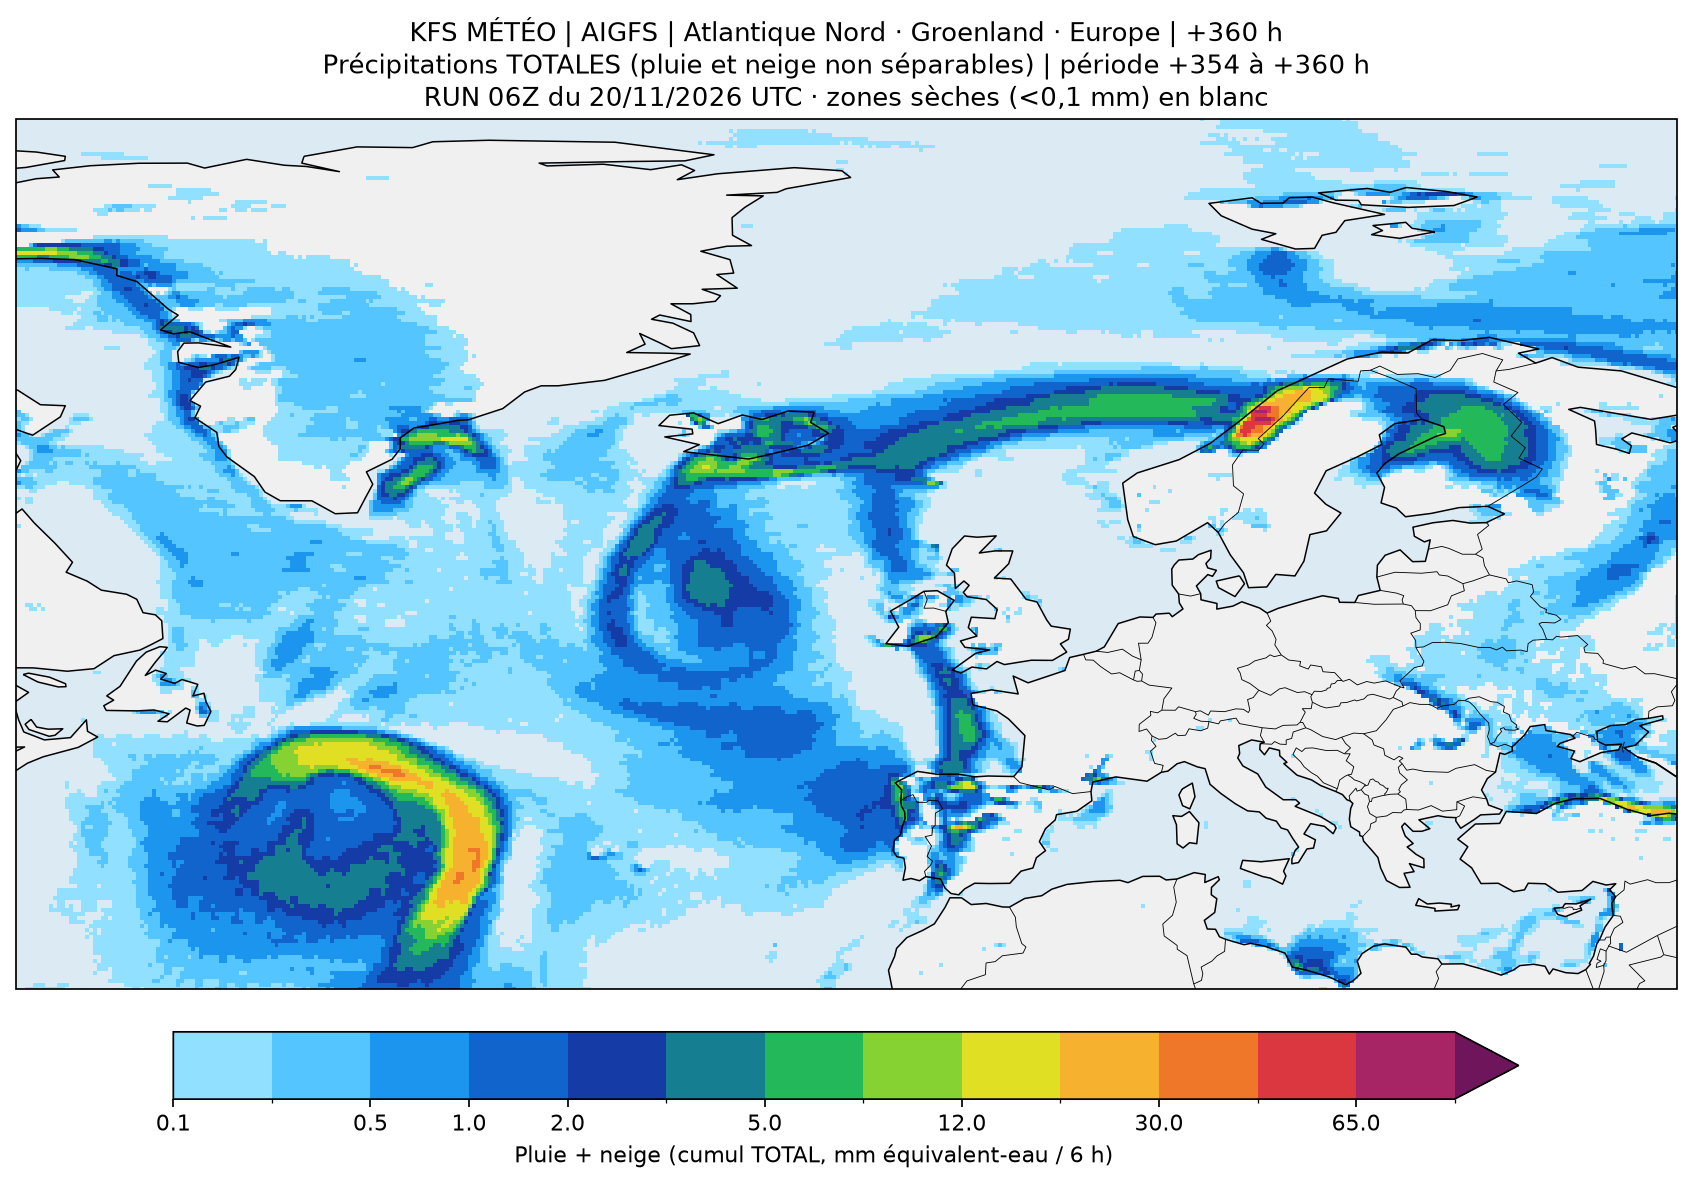 KFS MÉTÉO | AIGFS | Atlantique Nord · Groenland · Europe | +360 h
Précipitations TOTALES (pluie et neige non séparables) | période +354 à +360 h
RUN 06Z du 20/11/2026 UTC · zones sèches (<0,1 mm) en blanc
0.1 0.5 1.0 2.0 5.0 12.0 30.0 65.0
Pluie + neige (cumul TOTAL, mm équivalent-eau / 6 h)